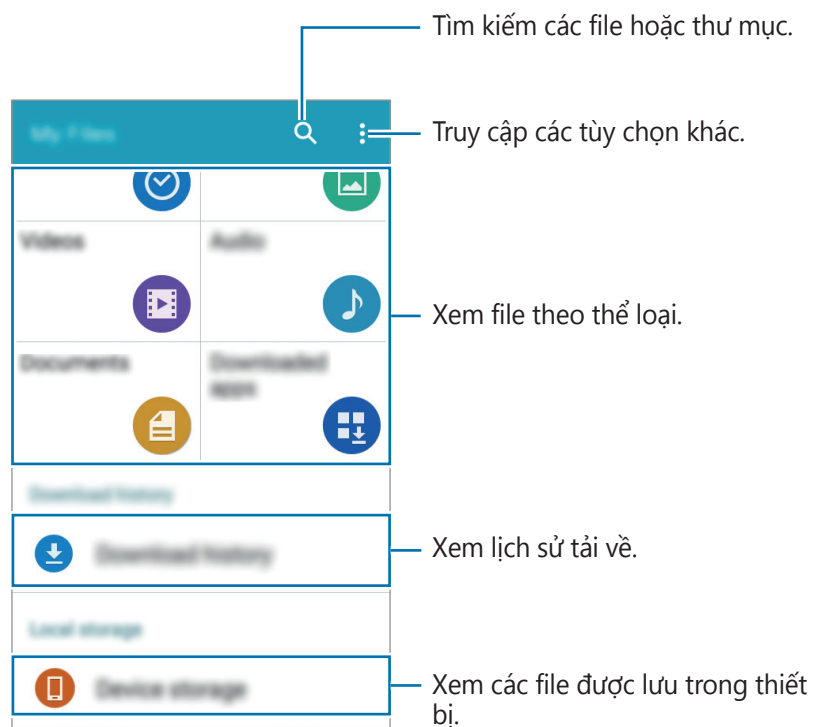 Tìm kiếm các file hoặc thư mục.
My Files
Truy cập các tùy chọn khác.
Videos
Audio
Xem file theo thể loại.
Documents
Downloaded
apps
Download history
Download history
Xem lịch sử tải về.
Local storage
Device storage
Xem các file được lưu trong thiết
bị.